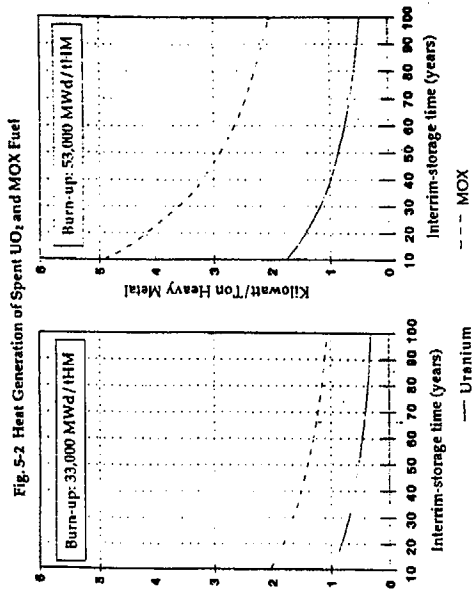 Fig. 5-2 Heat Generation of Spent UO₂ and MOX Fuel
Burn-up: 33,000 MWd/tHM
6
5
4
3
2
1
0
10 20 30 40 50 60 70 80 90 100
Interrim-storage time (years)
Kilowatt/Ton Heavy Metal
Burn-up: 53,000 MWd/tHM
6
5
4
3
2
1
0
10 20 30 40 50 60 70 80 90 100
Interrim-storage time (years)
Uranium
MOX